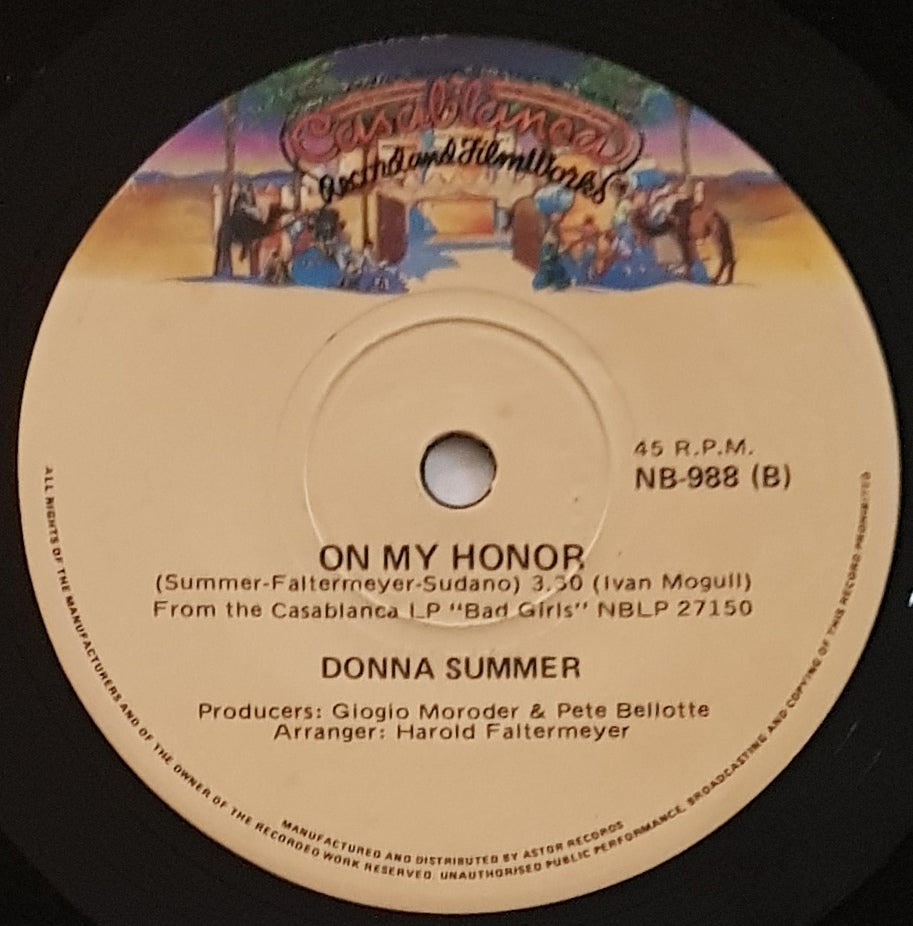 Casablanca
Record and FilmWorks
45 R.P.M.
NB-988 (B)
ON MY HONOR
(Summer-Faltermeyer-Sudano) 3.30 (Ivan Mogull)
From the Casablanca LP "Bad Girls" NBLP 27150
DONNA SUMMER
Producers: Giogio Moroder & Pete Bellotte
Arranger: Harold Faltermeyer
MANUFACTURED AND DISTRIBUTED BY ASTOR RECORDS
ALL RIGHTS OF THE MANUFACTURERS AND OF THE OWNER OF THE RECORDED WORK RESERVED. UNAUTHORISED PUBLIC PERFORMANCE, BROADCASTING AND COPYING OF THIS RECORD PROHIBITED